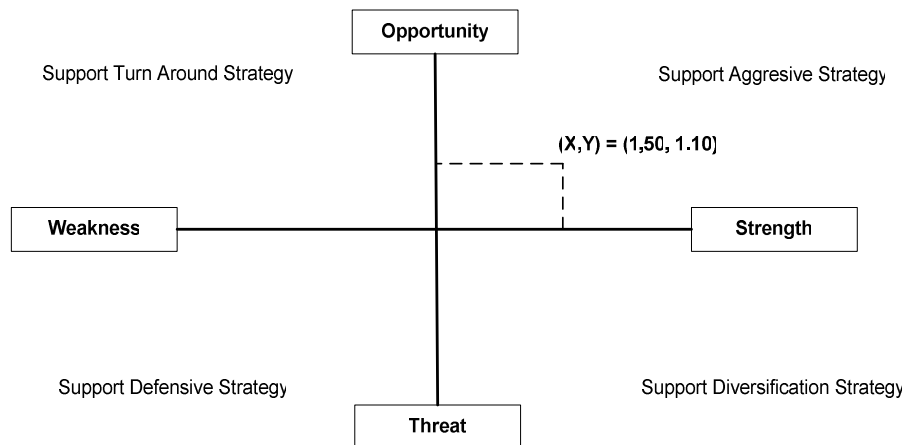 Opportunity
Support Turn Around Strategy
Support Aggresive Strategy
(X,Y) = (1,50, 1.10)
Weakness
Strength
Support Defensive Strategy
Support Diversification Strategy
Threat